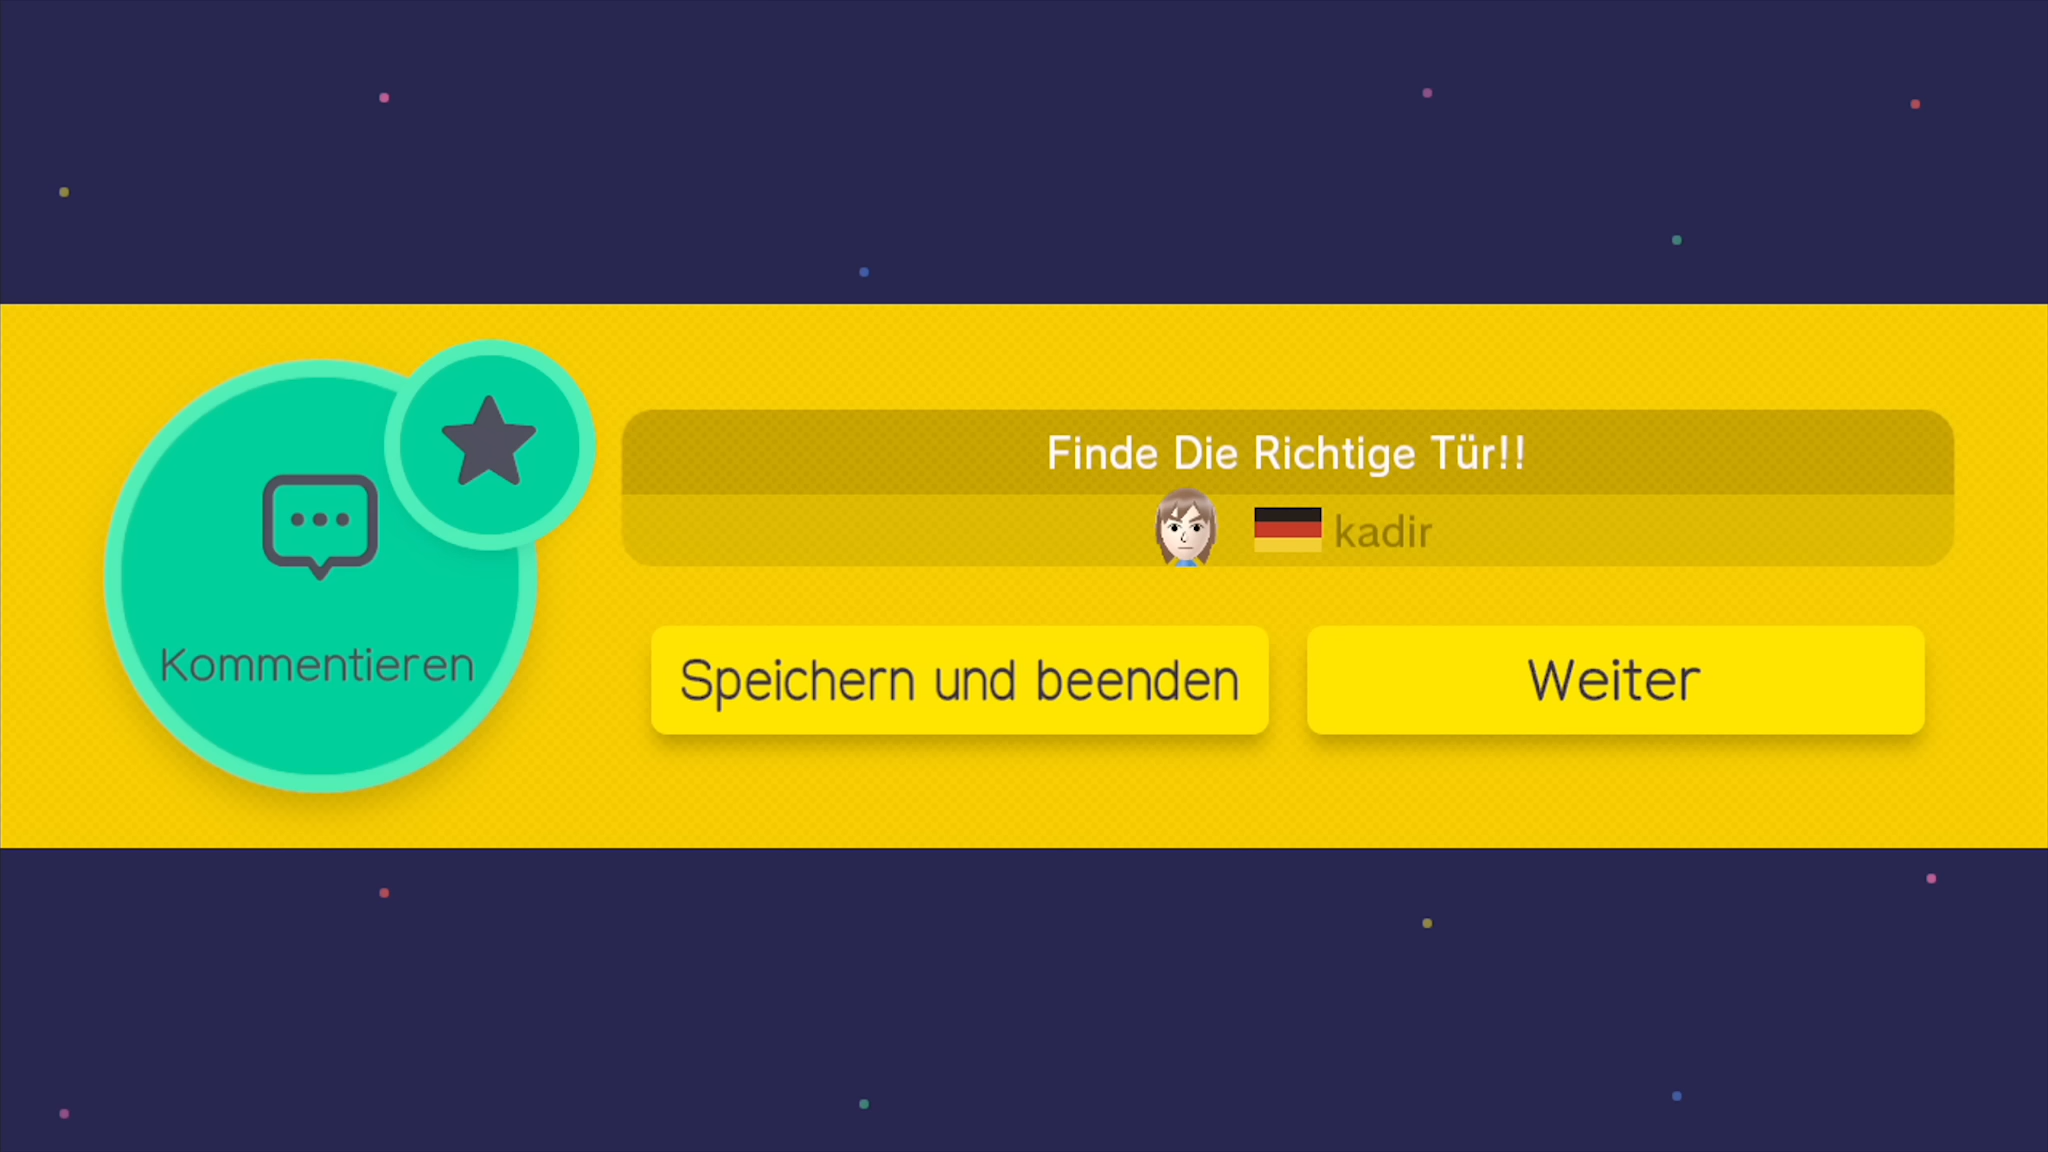 Finde Die Richtige Tür!!
kadir
Kommentieren
Speichern und beenden
Weiter